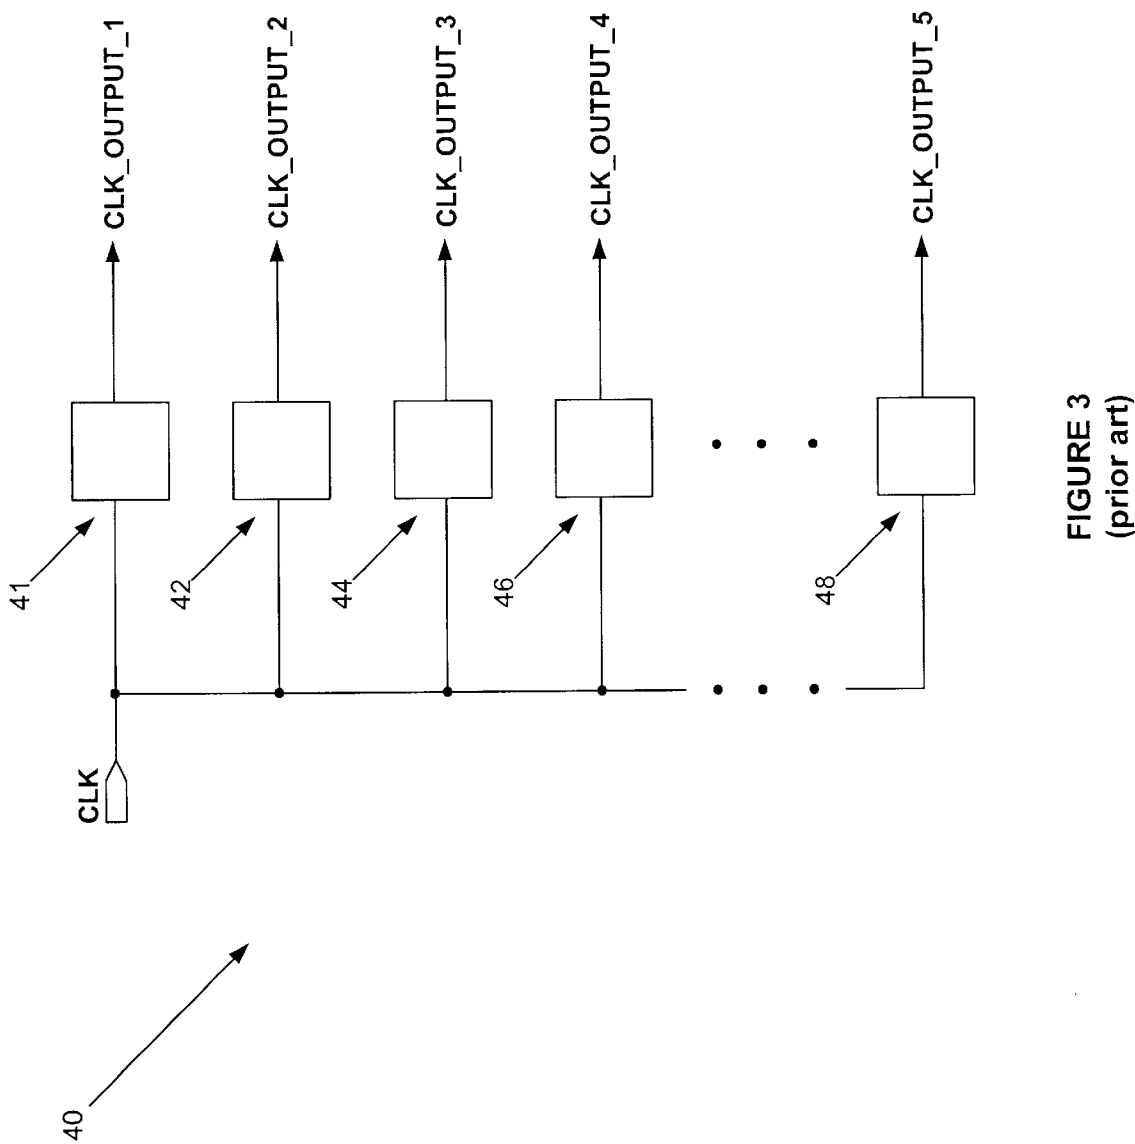 40
CLK
41
CLK_OUTPUT_1
42
CLK_OUTPUT_2
44
CLK_OUTPUT_3
46
CLK_OUTPUT_4
48
CLK_OUTPUT_5
FIGURE 3
(prior art)